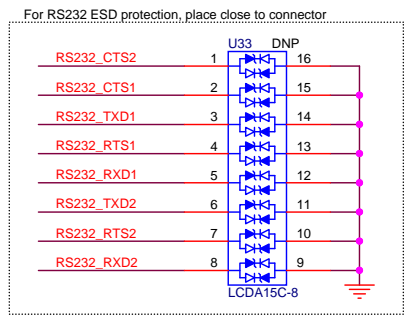 For RS232 ESD protection, place close to connector
U33 DNP
RS232_CTS2 1 16
RS232_CTS1 2 15
RS232_TXD1 3 14
RS232_RTS1 4 13
RS232_RXD1 5 12
RS232_TXD2 6 11
RS232_RTS2 7 10
RS232_RXD2 8 9
LCDA15C-8